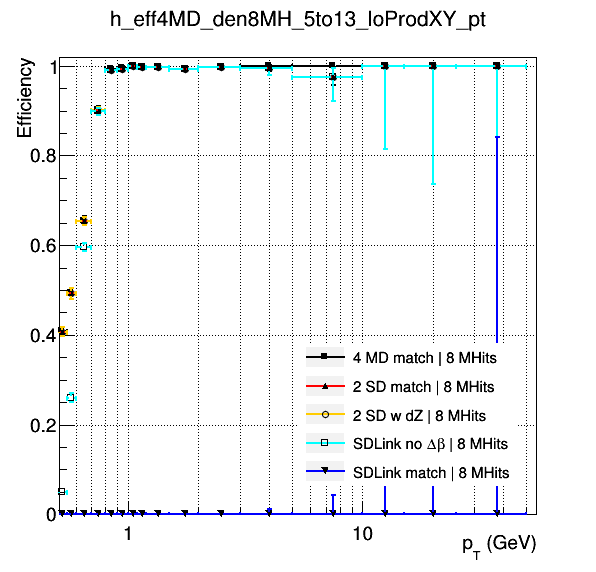 h_eff4MD_den8MH_5to13_loProdXY_pt
Efficiency
1
0.8
0.6
0.4
0.2
0
4 MD match | 8 MHits
2 SD match | 8 MHits
2 SD w dZ | 8 MHits
SDLink no Δβ | 8 MHits
SDLink match | 8 MHits
1
10
p_T (GeV)